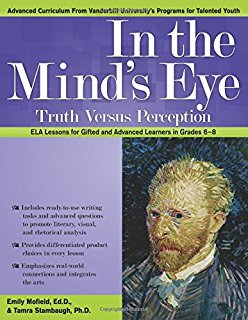 Advanced Curriculum From Vanderbilt University's Programs for Talented Youth
In the
Mind's Eye
Truth Versus Perception
ELA Lessons for Gifted and Advanced Learners in Grades 6–8
Includes ready-to-use writing
tasks and advanced questions
to promote literary, visual, and
rhetorical analysis
Provides differentiated product
choices in every lesson
Emphasizes real-world
connections and integrates
the arts
Emily Mofield, Ed.D.,
& Tamra Stambaugh, Ph.D.